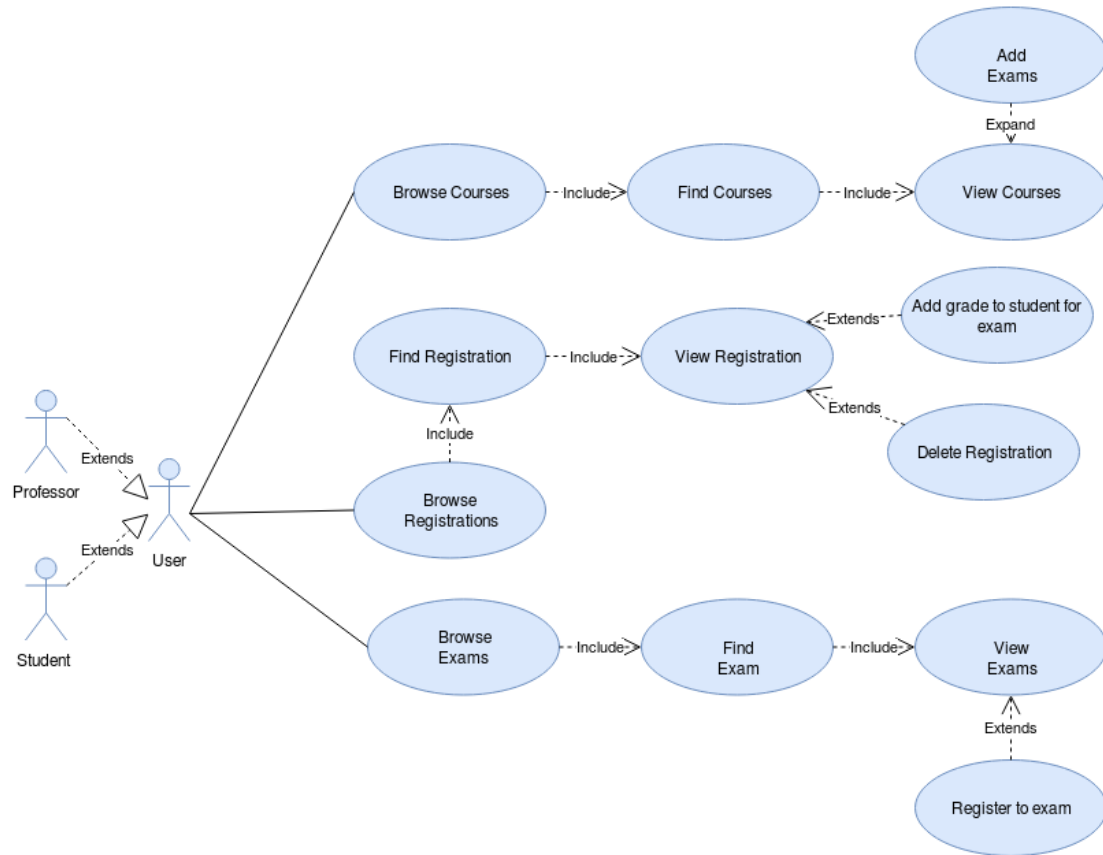 Add
Exams
Expand
Browse Courses
Include
Find Courses
Include
View Courses
Find Registration
Include
View Registration
Extends
Add grade to student for
exam
Extends
Delete Registration
Include
Browse
Registrations
Extends
Professor
User
Extends
Student
Browse
Exams
Include
Find
Exam
Include
View
Exams
Extends
Register to exam